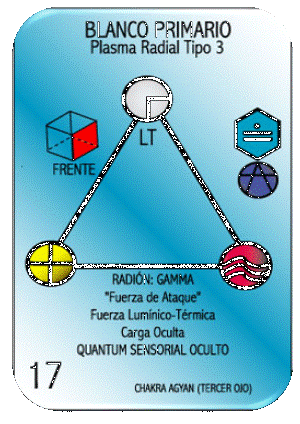 BLANCO PRIMARIO
Plasma Radial Tipo 3
LT
FRENTE
RADIÓN: GAMMA
"Fuerza de Ataque"
Fuerza Lumínico-Térmica
Carga Oculta
QUANTUM SENSORIAL OCULTO
17
CHAKRA AGYAN (TERCER OJO)